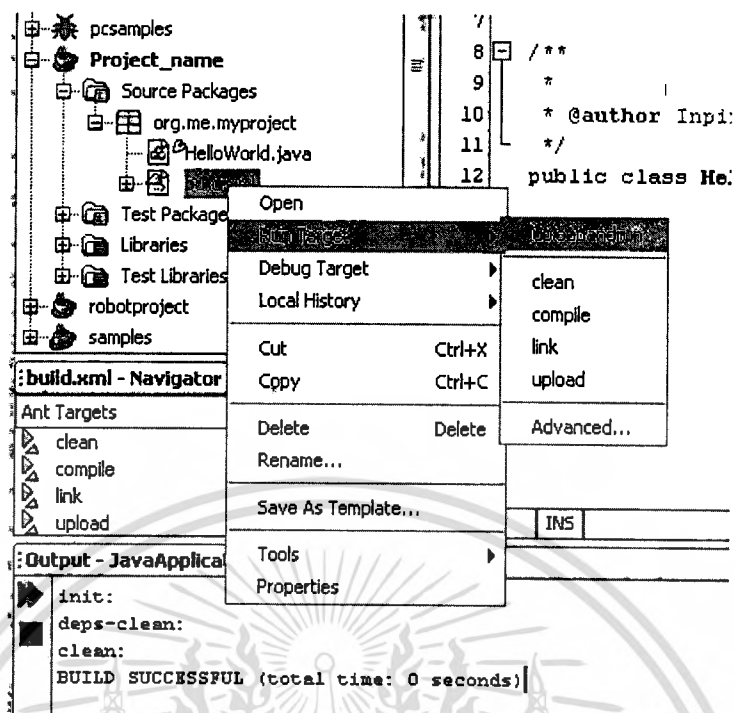 pcsamples
Project_name
Source Packages
org.me.myproject
HelloWorld.java
Test Package
Libraries
Test Libraries
robotproject
samples
7
8 /**
9 *
10 * @author Inpi
11 */
12 public class Hel
Open
Run Target
Debug Target
Local History
Cut Ctrl+X
Copy Ctrl+C
Delete Delete
Rename...
Save As Template...
Tools
Properties
clean
compile
link
upload
Advanced...
build.xml - Navigator
Ant Targets
clean
compile
link
upload
INS
Output - JavaApplica
init:
deps-clean:
clean:
BUILD SUCCESSFUL (total time: 0 seconds)